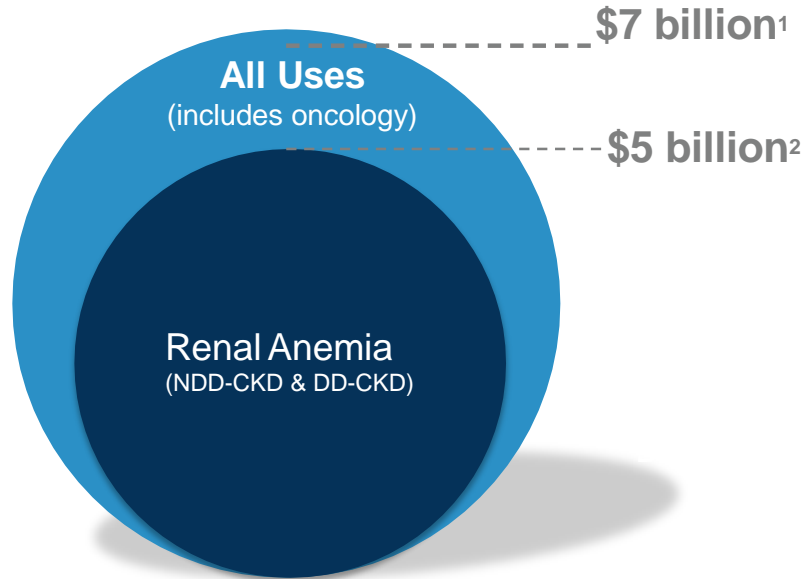 $7 billion1
All Uses
(includes oncology)
$5 billion2
Renal Anemia
(NDD-CKD & DD-CKD)